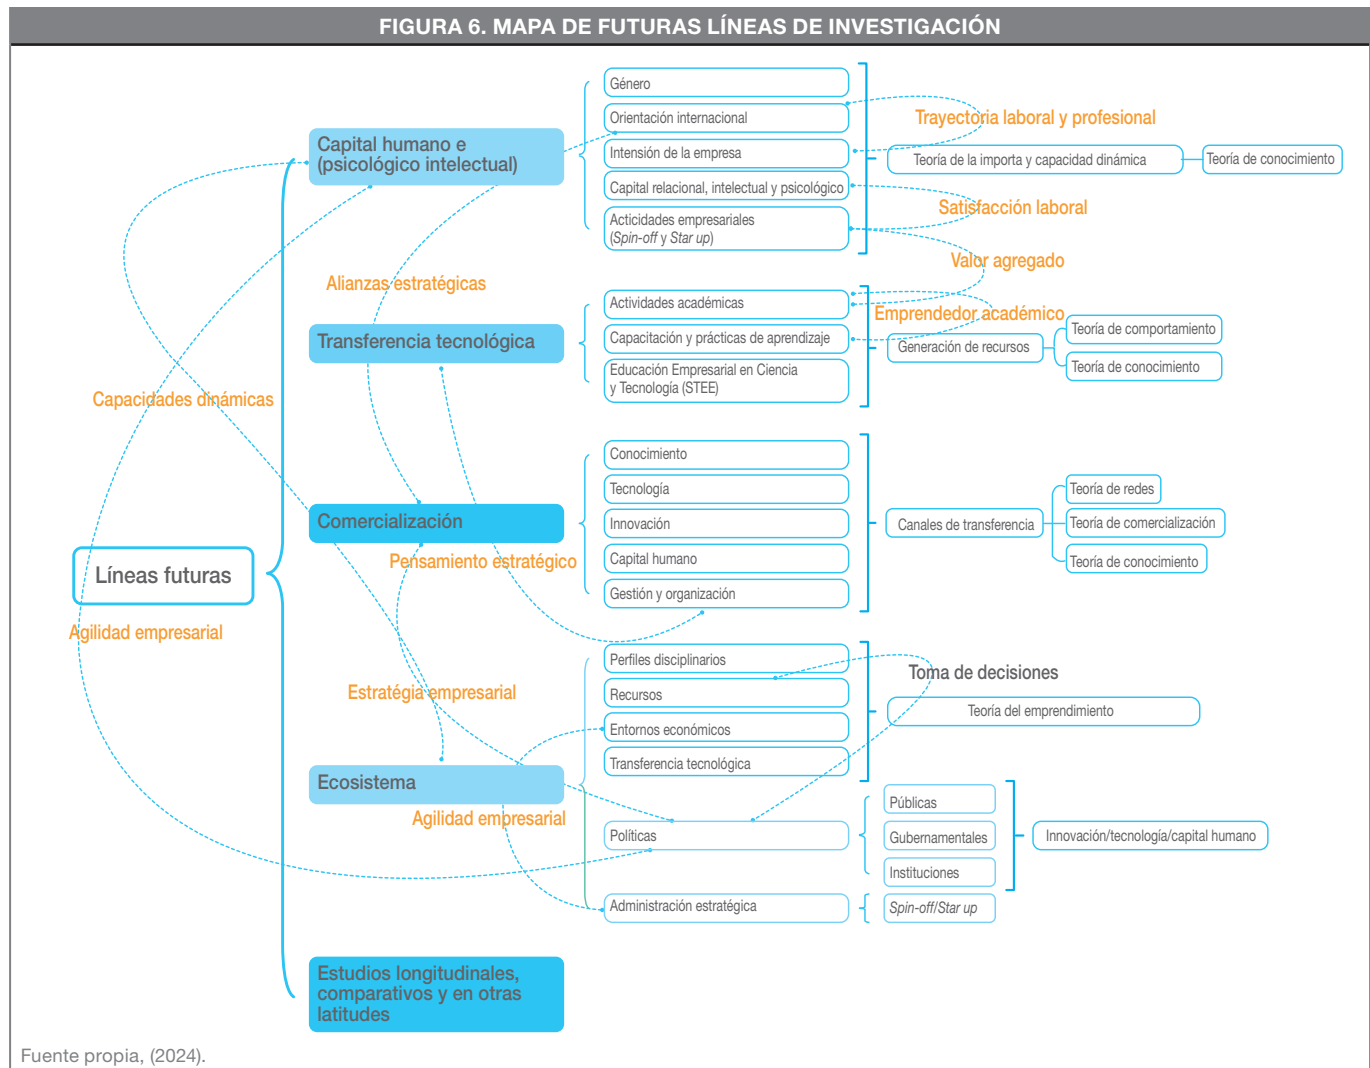 FIGURA 6. MAPA DE FUTURAS LÍNEAS DE INVESTIGACIÓN
Líneas futuras
Capital humano e
(psicológico intelectual)
Género
Orientación internacional
Intensión de la empresa
Capital relacional, intelectual y psicológico
Acticidades empresariales
(Spin-off y Star up)
Trayectoria laboral y profesional
Teoría de la importa y capacidad dinámica
Teoría de conocimiento
Satisfacción laboral
Valor agregado
Alianzas estratégicas
Transferencia tecnológica
Actividades académicas
Capacitación y prácticas de aprendizaje
Educación Empresarial en Ciencia
y Tecnología (STEE)
Emprendedor académico
Generación de recursos
Teoría de comportamiento
Teoría de conocimiento
Capacidades dinámicas
Comercialización
Conocimiento
Tecnología
Innovación
Capital humano
Gestión y organización
Canales de transferencia
Teoría de redes
Teoría de comercialización
Teoría de conocimiento
Pensamiento estratégico
Agilidad empresarial
Estratégia empresarial
Ecosistema
Perfiles disciplinarios
Recursos
Entornos económicos
Transferencia tecnológica
Toma de decisiones
Teoría del emprendimiento
Agilidad empresarial
Políticas
Públicas
Gubernamentales
Instituciones
Innovación/tecnología/capital humano
Administración estratégica
Spin-off/Star up
Estudios longitudinales,
comparativos y en otras
latitudes
Fuente propia, (2024).